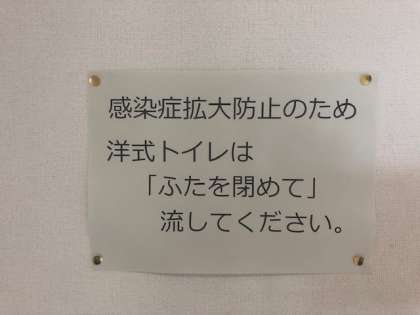 感染症拡大防止のため
洋式トイレは
「ふたを閉めて」
流してください。